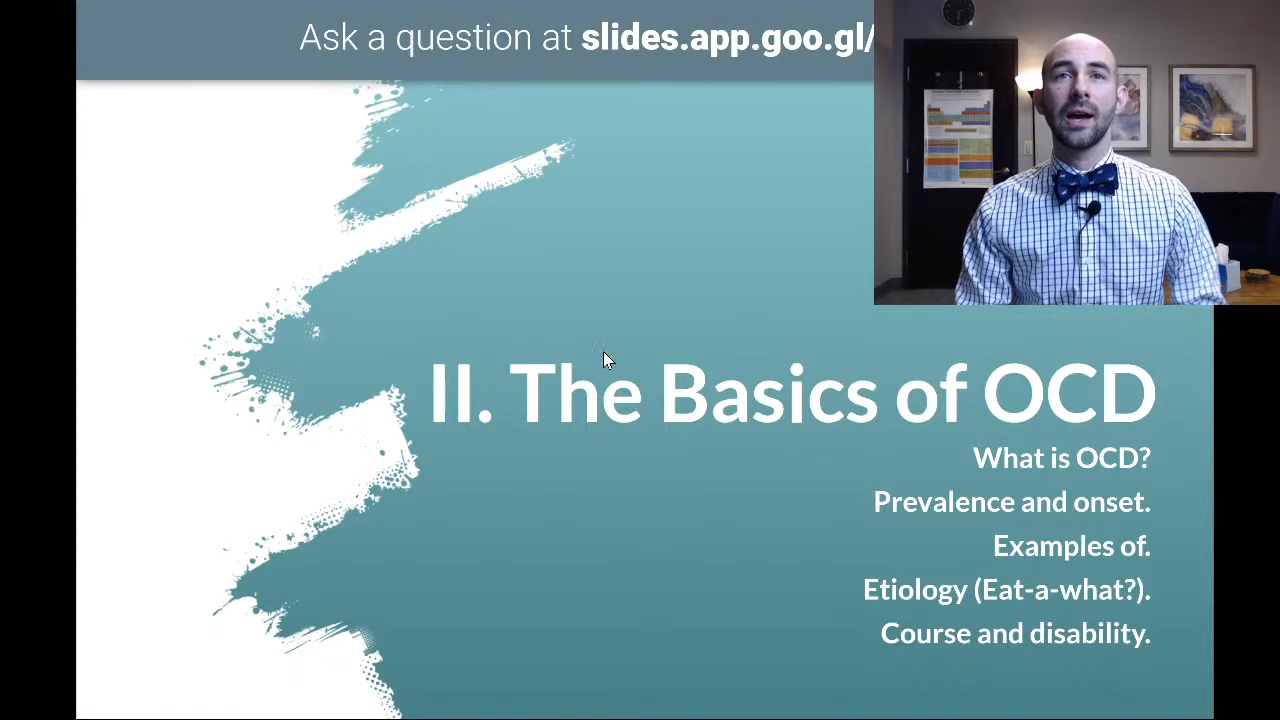 Ask a question at slides.app.goo.gl/
II. The Basics of OCD
What is OCD?
Prevalence and onset.
Examples of.
Etiology (Eat-a-what?).
Course and disability.